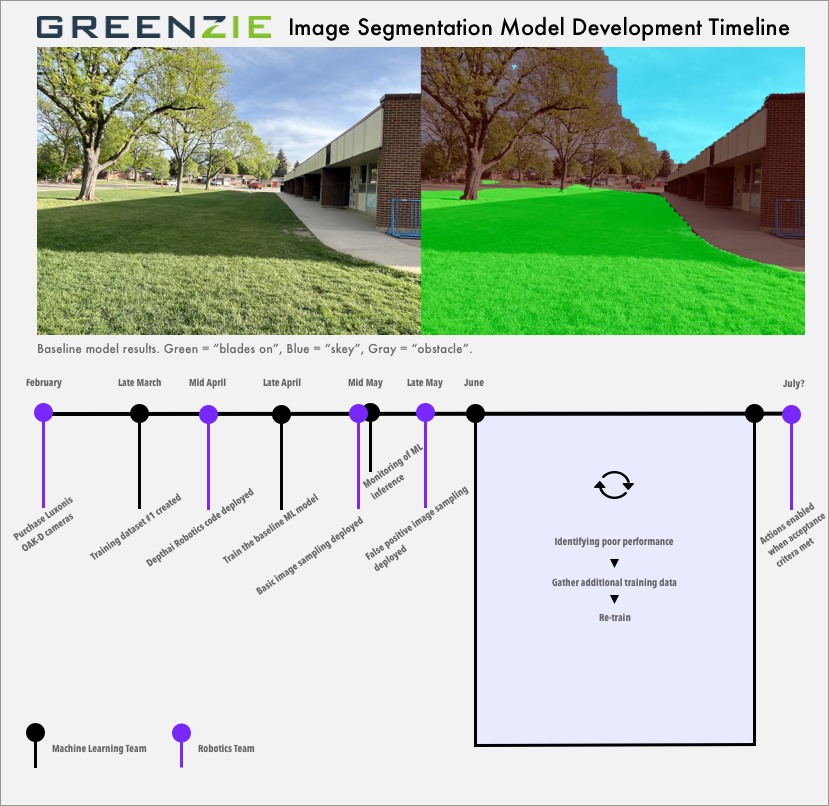 GREENZIE Image Segmentation Model Development Timeline
Baseline model results. Green = “blades on”, Blue = “skey”, Gray = “obstacle”.
February
Late March
Mid April
Late April
Mid May
Late May
June
July?
Purchase Luxonis
OAK-D cameras
Training dataset #1 created
Depthai Robotics code deployed
Train the baseline ML model
Basic image sampling deployed
Monitoring of ML
inference
False positive image sampling
deployed
Identifying poor performance
Gather additional training data
Re-train
Actions enabled
when acceptance
critera met
Machine Learning Team
Robotics Team